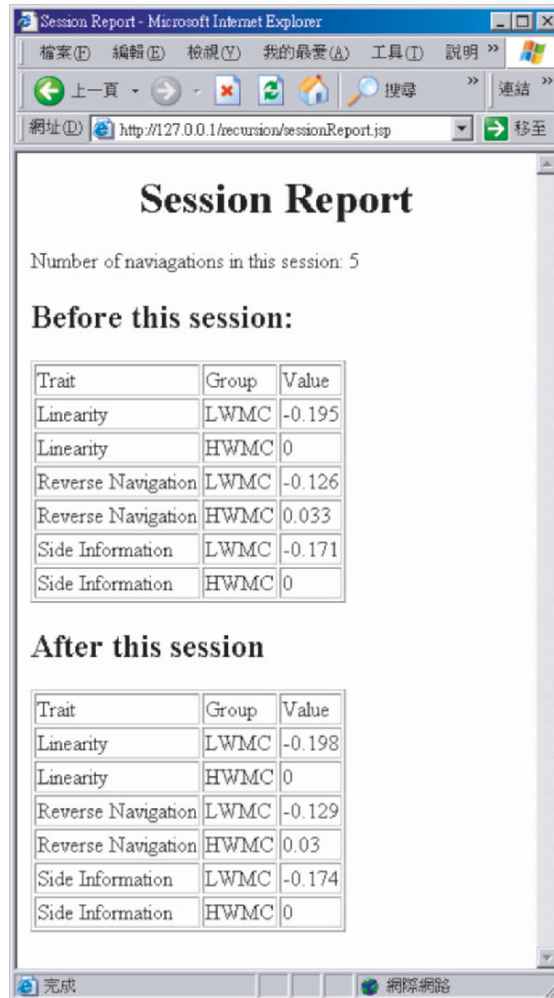 Session Report - Microsoft Internet Explorer
檔案(F) 編輯(E) 檢視(V) 我的最愛(A) 工具(T) 說明 »
上一頁 搜尋 » 連結 »
網址(D) http://127.0.0.1/recursion/sessionReport.jsp 移至
Session Report
Number of naviagations in this session: 5
Before this session:
Trait Group Value
Linearity LWMC -0.195
Linearity HWMC 0
Reverse Navigation LWMC -0.126
Reverse Navigation HWMC 0.033
Side Information LWMC -0.171
Side Information HWMC 0
After this session
Trait Group Value
Linearity LWMC -0.198
Linearity HWMC 0
Reverse Navigation LWMC -0.129
Reverse Navigation HWMC 0.03
Side Information LWMC -0.174
Side Information HWMC 0
完成 網際網路